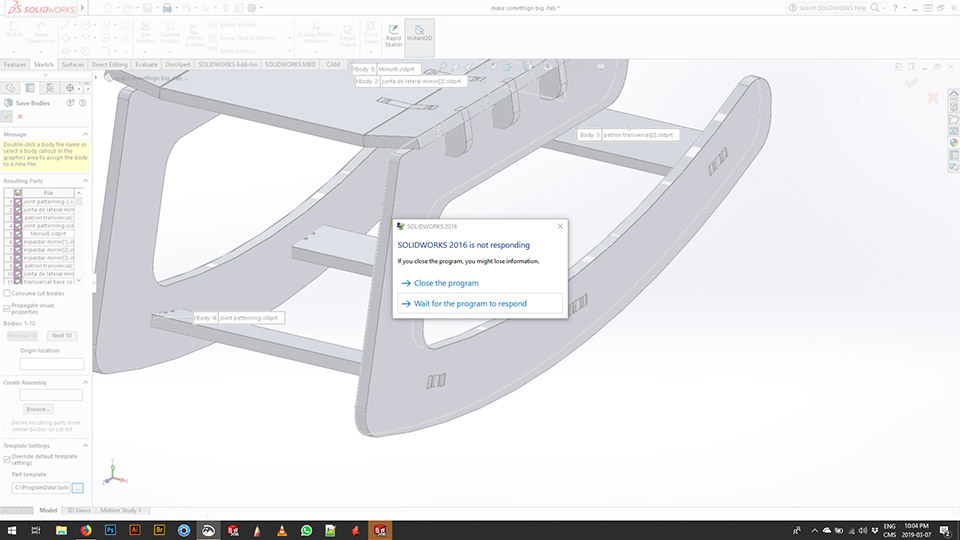 SOLIDWORKS
make somethign big -fab *
Search SOLIDWORKS Help
Sketch
Smart Dimension
Trim Entities
Convert Entities
Offset Entities
Mirror Entities
Linear Sketch Pattern
Move Entities
Display/Delete Relations
Repair Sketch
Quick Snaps
Rapid Sketch
Instant2D
Features
Sketch
Surfaces
Direct Editing
Evaluate
DimXpert
SOLIDWORKS Add-Ins
SOLIDWORKS MBD
CAM
Save Bodies
Message
Double-click a body file name or select a body callout in the graphics area to assign the body to a new file.
Resulting Parts
File
1 joint patterning 2.s
2 junta de lateral mirr
3 patron transversal[
4 joint patterning.sld
5 Mirror5.sldprt
6 espaldar mirror[1].sl
7 espaldar mirror[2].sl
8 espaldar mirror[3].sl
9 patron transversal[
10 junta de lateral mirr
11 transversal base co
Consume cut bodies
Propagate visual properties
Bodies: 1-10
Previous 10
Next 10
Origin location:
Create Assembly
Browse...
Derive resulting parts from similar bodies or cut list
Template Settings
Override default template settings
Part template:
C:\ProgramData\Solid
...
make somethign big -fab...
Body 5: Mirror5.sldprt
Body 2: junta de lateral mirror[2].sldprt
Body 3: patron transversal[2].sldprt
Body 4: joint patterning.sldprt
SOLIDWORKS 2016
SOLIDWORKS 2016 is not responding
If you close the program, you might lose information.
Close the program
Wait for the program to respond
Model
3D Views
Motion Study 1
Ps
Ai
Br
ENG
CMS
10:04 PM
2019-03-07